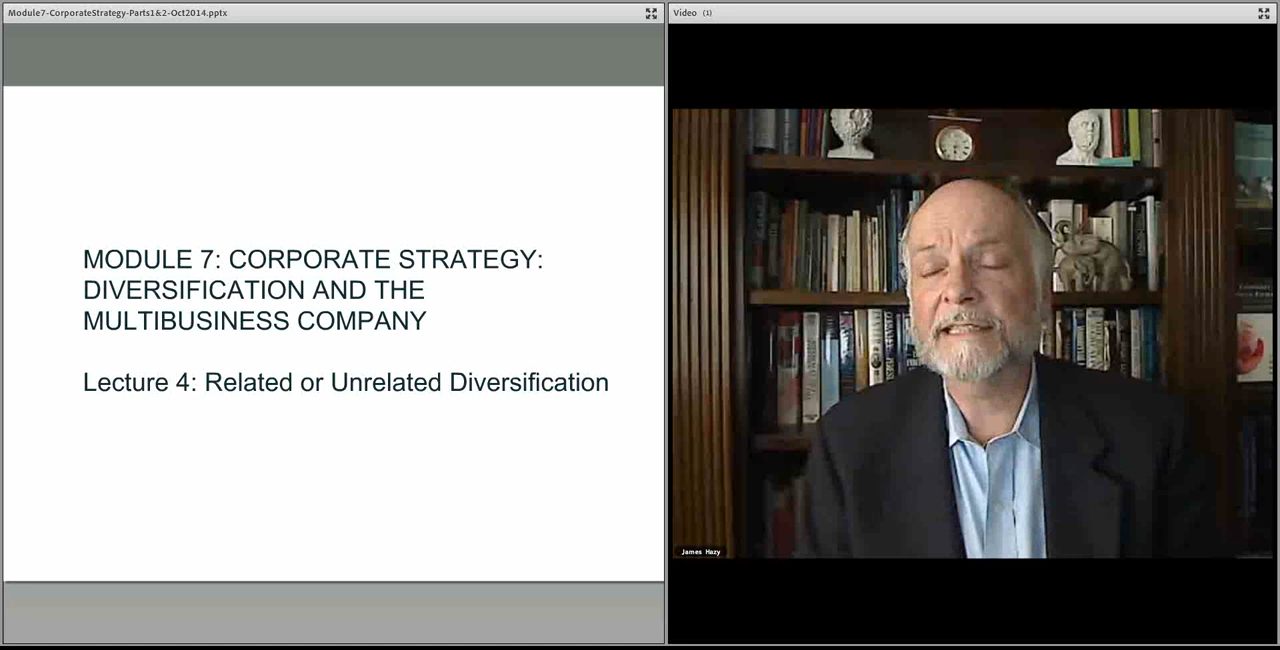 Module7-CorporateStrategy-Parts1&2-Oct2014.pptx
Video (1)
MODULE 7: CORPORATE STRATEGY:
DIVERSIFICATION AND THE
MULTIBUSINESS COMPANY
Lecture 4: Related or Unrelated Diversification
James Hazy